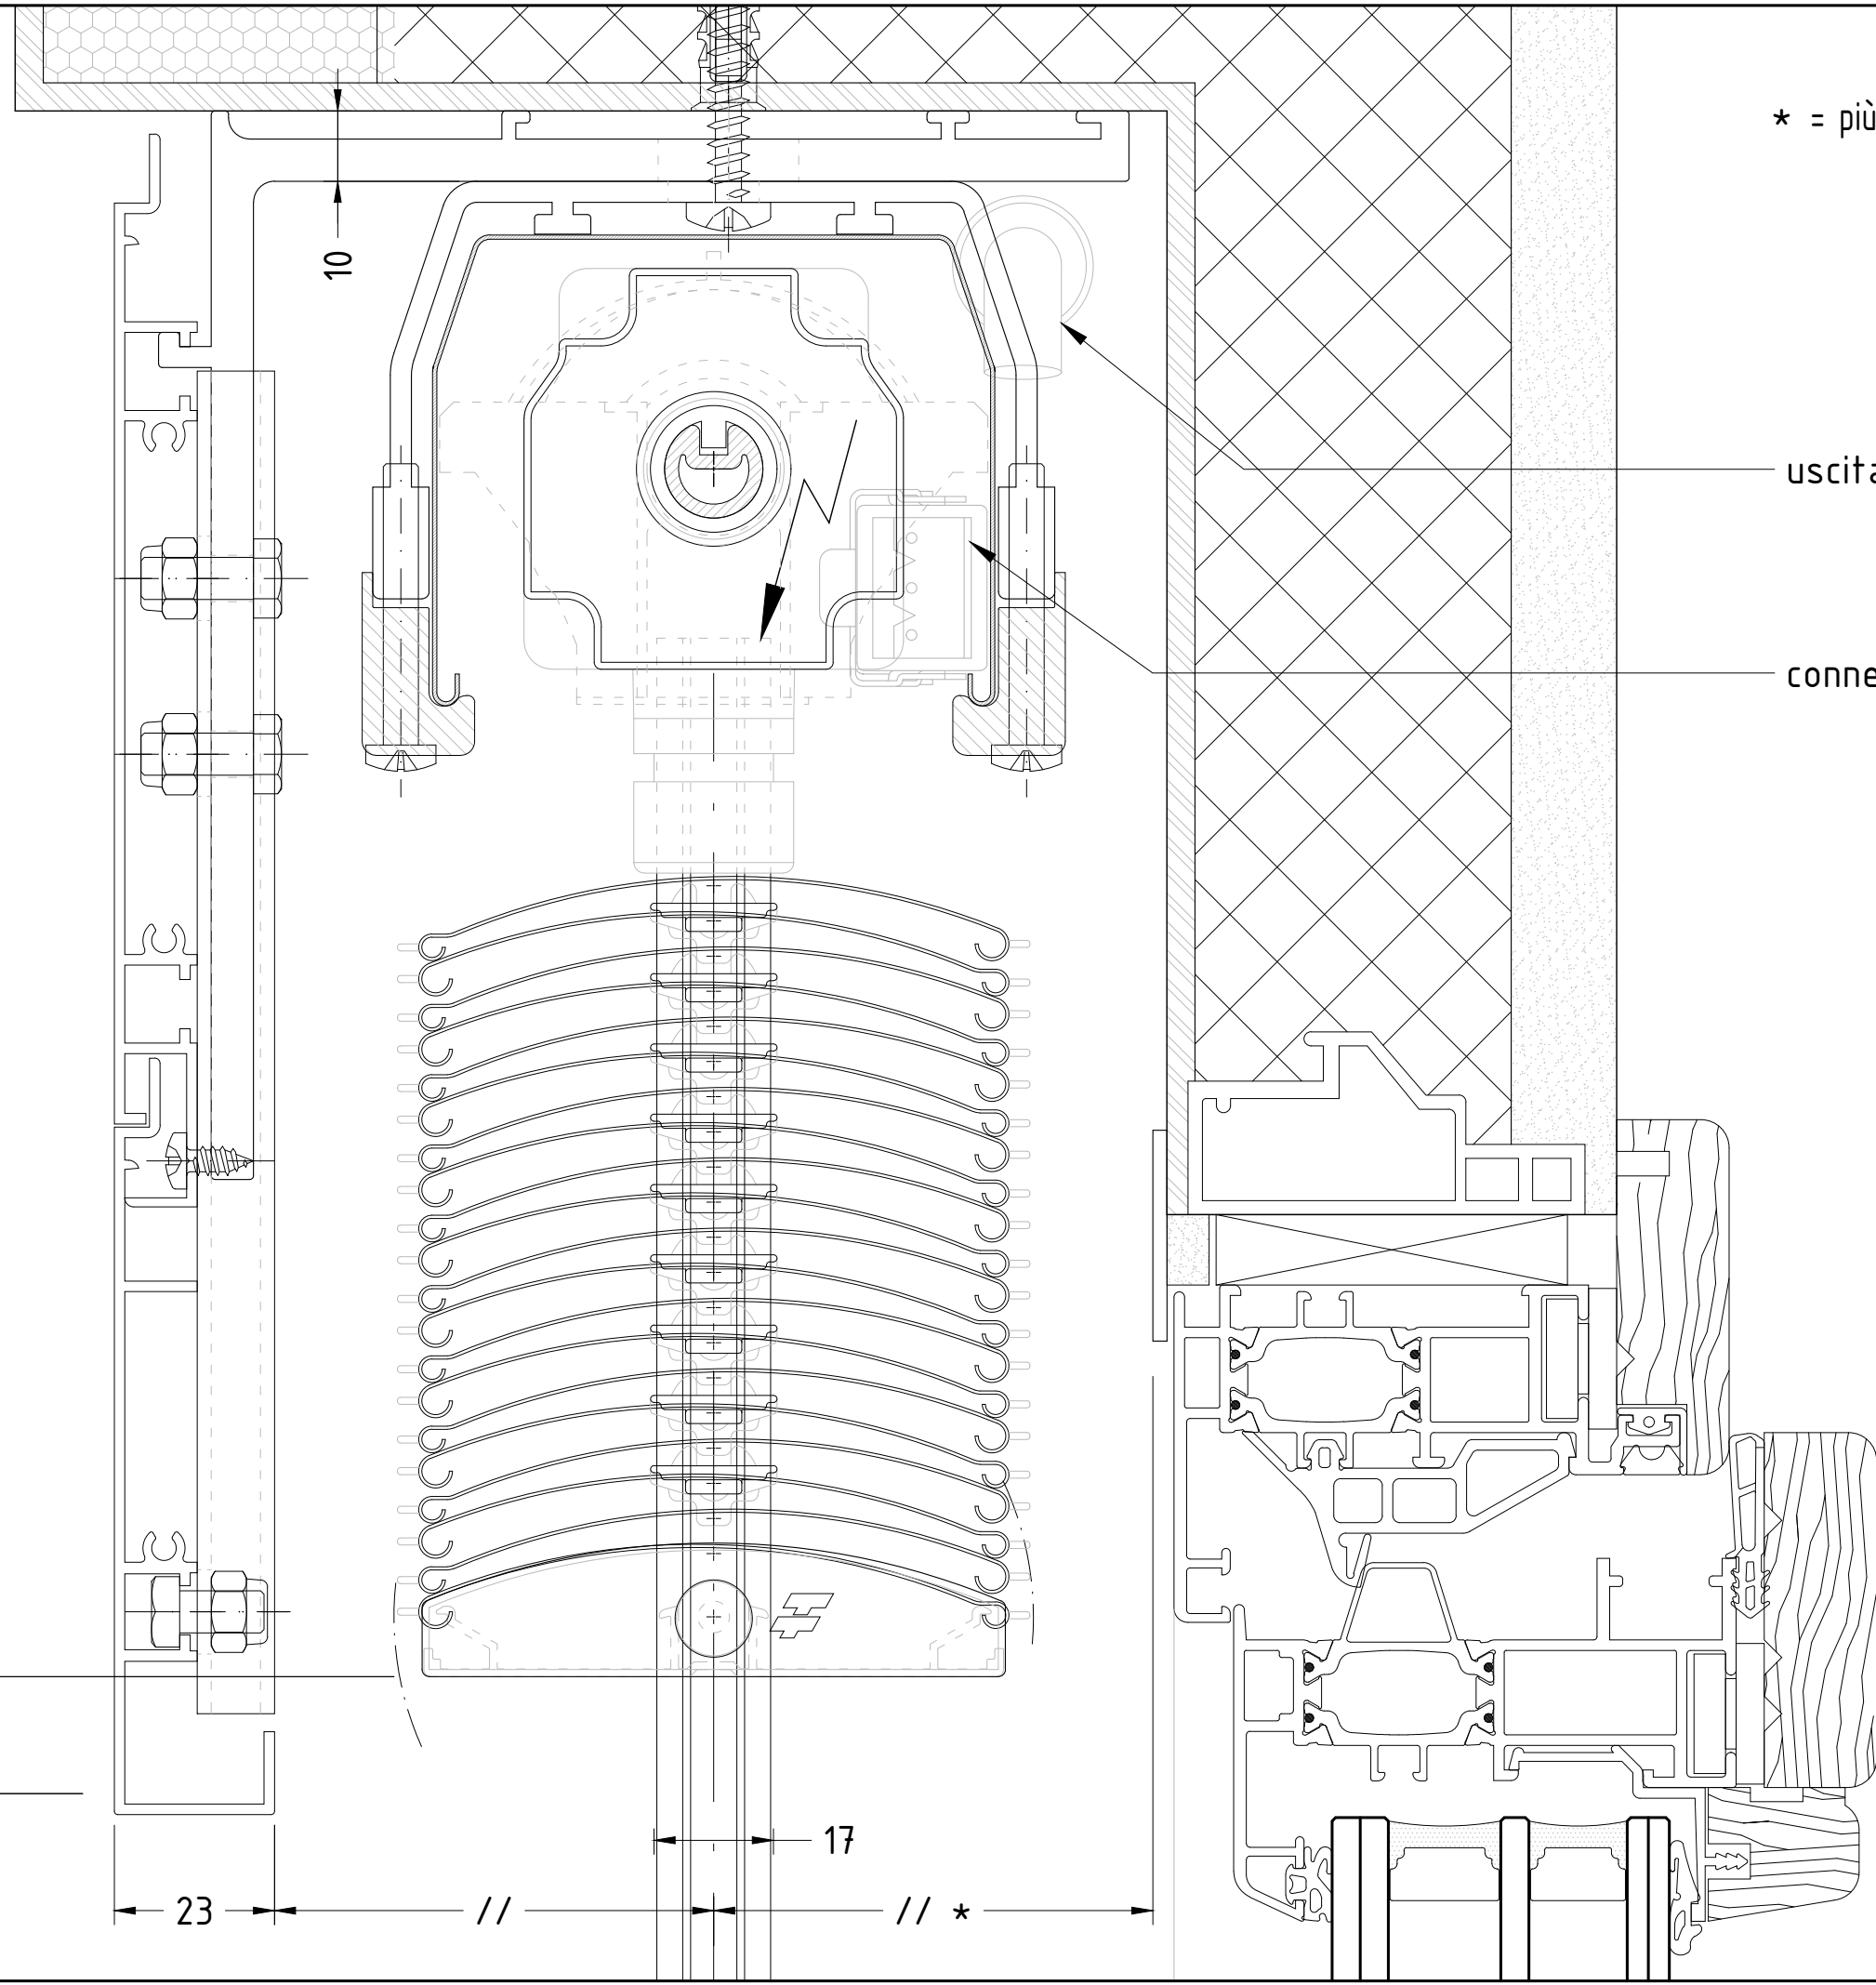 * = più
10
uscita
conne
17
23 // // *